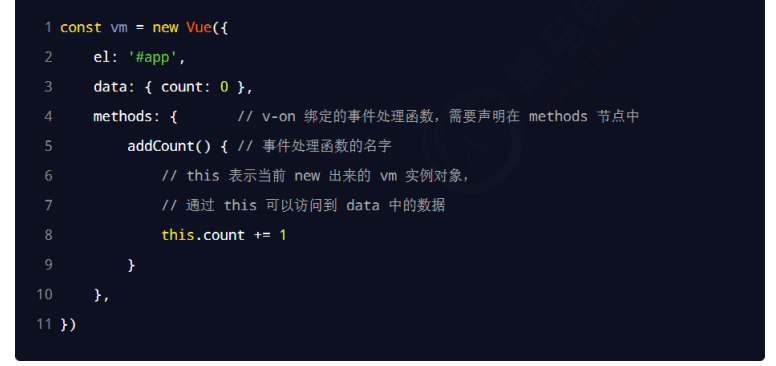 1 const vm = new Vue({
2     el: '#app',
3     data: { count: 0 },
4     methods: {       // v-on 绑定的事件处理函数，需要声明在 methods 节点中
5         addCount() { // 事件处理函数的名字
6             // this 表示当前 new 出来的 vm 实例对象，
7             // 通过 this 可以访问到 data 中的数据
8             this.count += 1
9         }
10     },
11 })